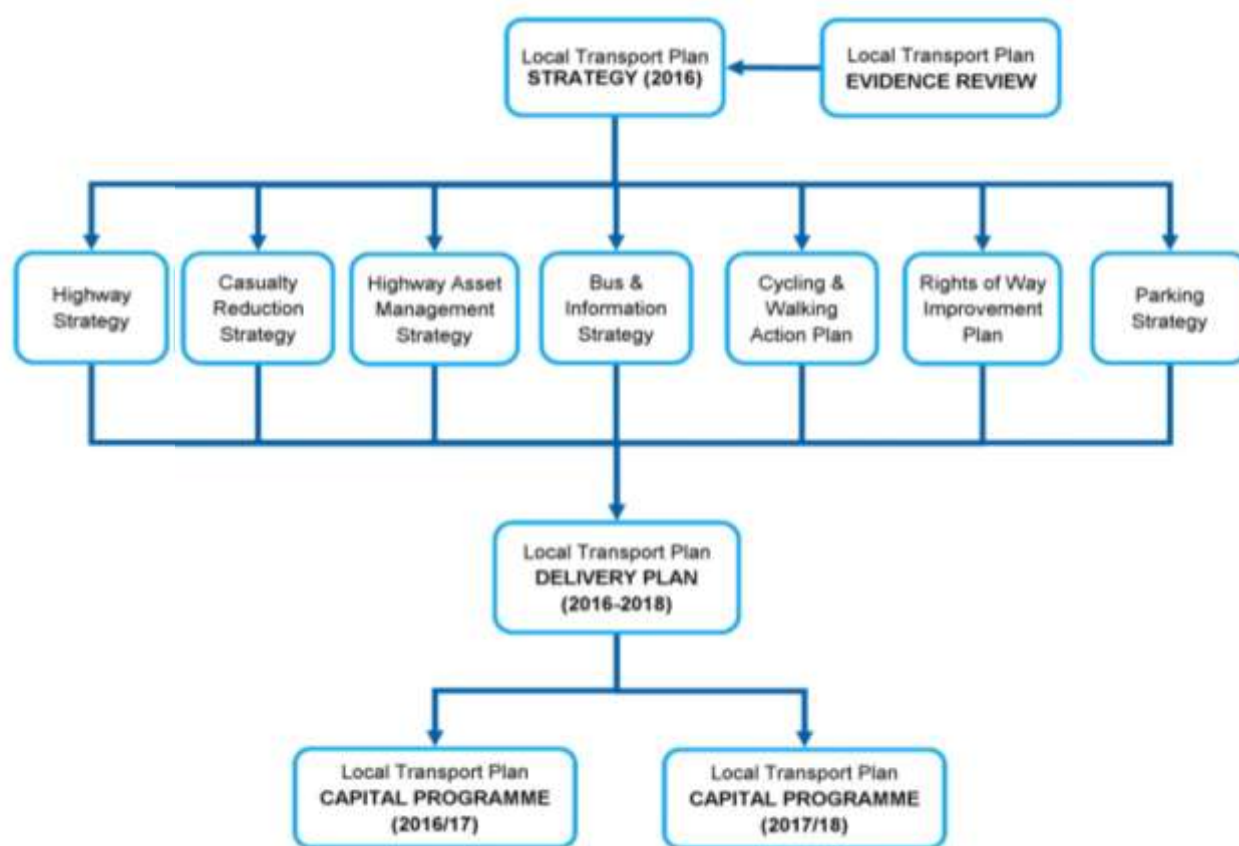 Local Transport Plan
STRATEGY (2016)
Local Transport Plan
EVIDENCE REVIEW
Highway
Strategy
Casualty
Reduction
Strategy
Highway Asset
Management
Strategy
Bus &
Information
Strategy
Cycling &
Walking
Action Plan
Rights of Way
Improvement
Plan
Parking
Strategy
Local Transport Plan
DELIVERY PLAN
(2016-2018)
Local Transport Plan
CAPITAL PROGRAMME
(2016/17)
Local Transport Plan
CAPITAL PROGRAMME
(2017/18)